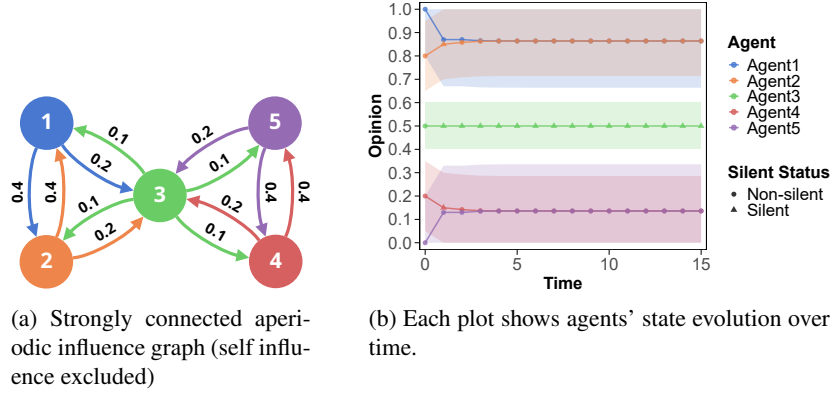 1
5
3
2
4
0.1
0.2
0.2
0.1
0.4
0.4
0.4
0.4
0.1
0.2
0.2
0.1
Opinion
1.0
0.9
0.8
0.7
0.6
0.5
0.4
0.3
0.2
0.1
0.0
0
5
10
15
Time
Agent
Agent1
Agent2
Agent3
Agent4
Agent5
Silent Status
Non-silent
Silent
(a) Strongly connected aperi-
odic influence graph (self influ-
ence excluded)
(b) Each plot shows agents' state evolution over
time.